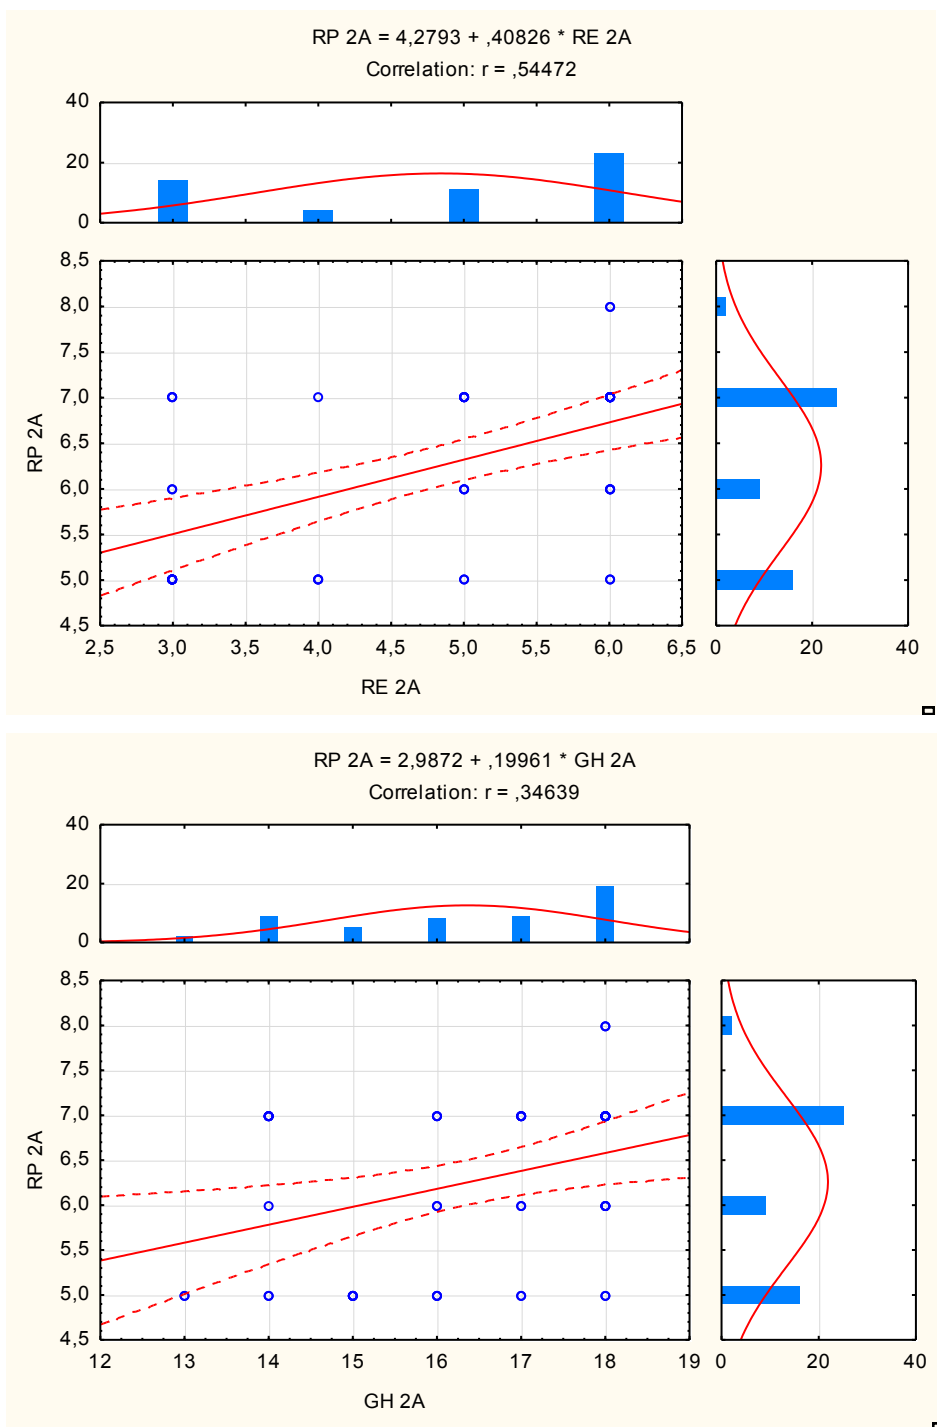 RP 2A = 4,2793 + ,40826 * RE 2A
Correlation: r = ,54472
40
20
0
8,5
8,0
7,5
7,0
6,5
6,0
5,5
5,0
4,5
RP 2A
2,5 3,0 3,5 4,0 4,5 5,0 5,5 6,0 6,5
0 20 40
RE 2A
RP 2A = 2,9872 + ,19961 * GH 2A
Correlation: r = ,34639
40
20
0
8,5
8,0
7,5
7,0
6,5
6,0
5,5
5,0
4,5
RP 2A
12 13 14 15 16 17 18 19
0 20 40
GH 2A